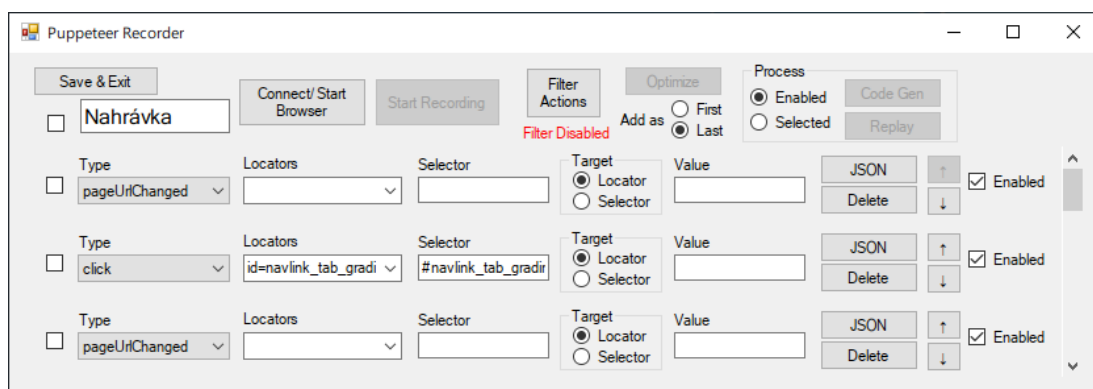 Puppeteer Recorder
Save & Exit
Nahrávka
Connect/ Start
Browser
Start Recording
Filter
Actions
Filter Disabled
Optimize
Add as
First
Last
Process
Enabled
Selected
Code Gen
Replay
Type Locators Selector Target Value
pageUrlChanged Locator JSON ↑ Enabled
Selector Delete ↓
Type Locators Selector Target Value
click id=navlink_tab_gradi #navlink_tab_gradin Locator JSON ↑ Enabled
Selector Delete ↓
Type Locators Selector Target Value
pageUrlChanged Locator JSON ↑ Enabled
Selector Delete ↓